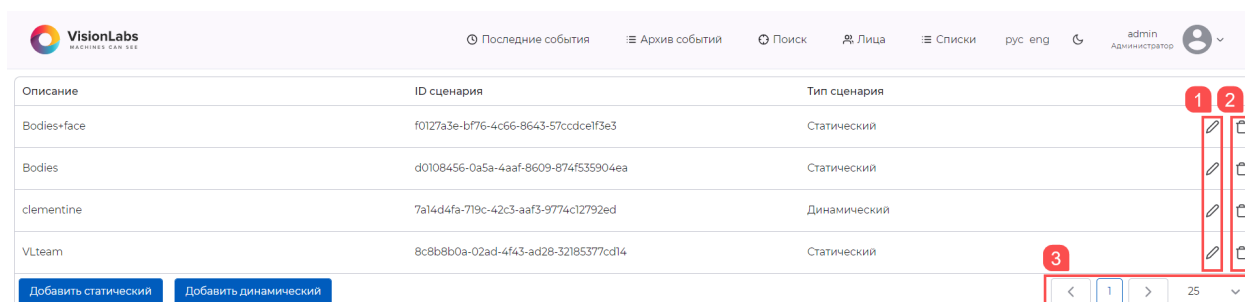 VisionLabs
MACHINES CAN SEE
Последние события Архив событий Поиск Лица Списки рус eng admin
Администратор
Описание ID сценария Тип сценария
1 2
Bodies+face f0127a3e-bf76-4c66-8643-57ccdce1f3e3 Статический
Bodies d0108456-0a5a-4aaf-8609-874f535904ea Статический
clementine 7a14d4fa-719c-42c3-aaf3-9774c12792ed Динамический
VLteam 8c8b8b0a-02ad-4f43-ad28-32185377cd14 Статический
3
Добавить статический Добавить динамический < 1 > 25